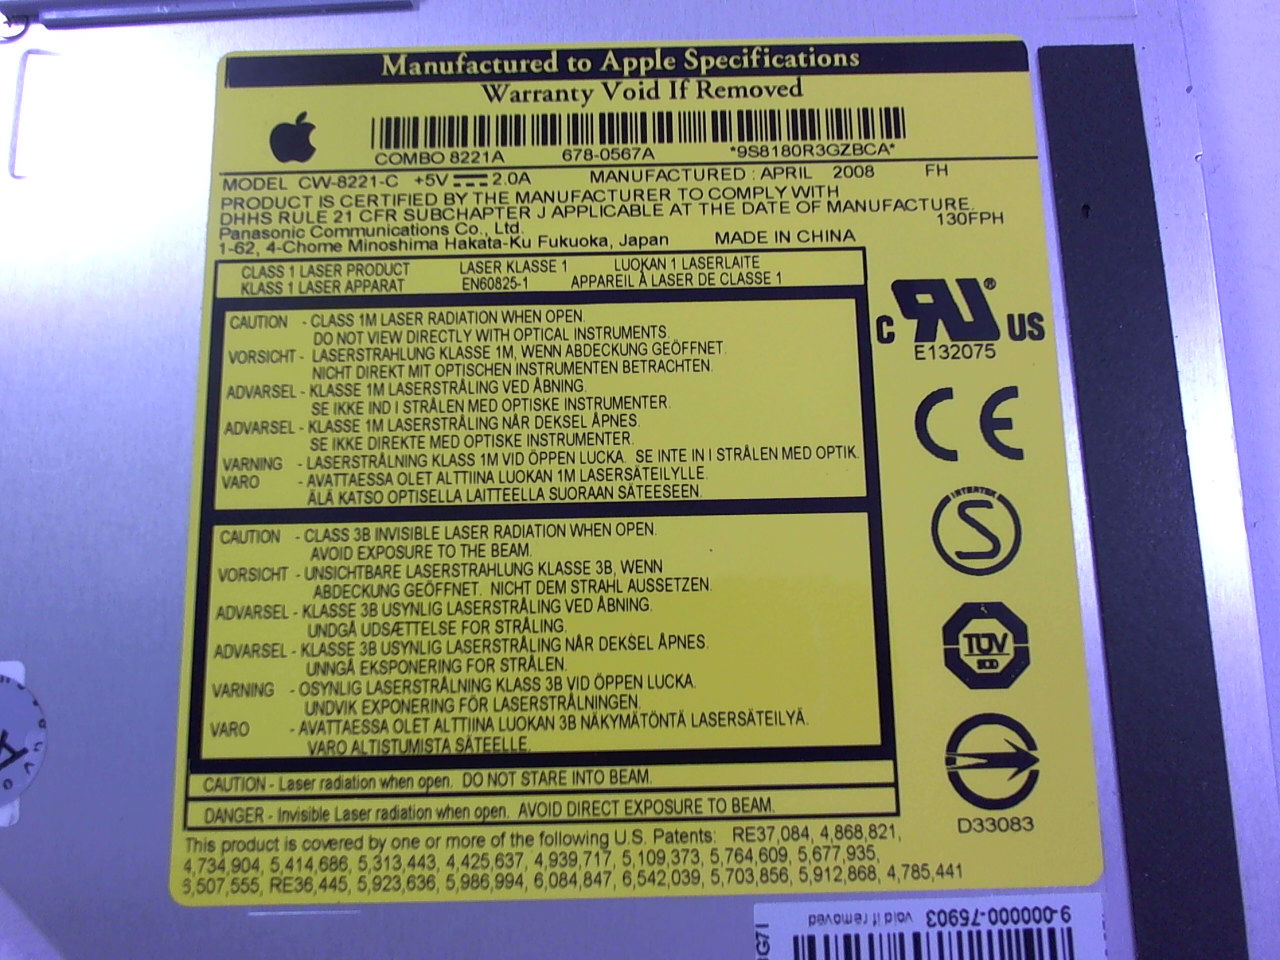 Manufactured to Apple Specifications
Warranty Void If Removed
COMBO 8221A 678-0567A *9S8180R3GZBCA*
MODEL CW-8221-C +5V 2.0A MANUFACTURED : APRIL 2008 FH
PRODUCT IS CERTIFIED BY THE MANUFACTURER TO COMPLY WITH
DHHS RULE 21 CFR SUBCHAPTER J APPLICABLE AT THE DATE OF MANUFACTURE.
Panasonic Communications Co., Ltd. 130FPH
1-62, 4-Chome Minoshima Hakata-Ku Fukuoka, Japan MADE IN CHINA
CLASS 1 LASER PRODUCT LASER KLASSE 1 LUOKAN 1 LASERLAITE
KLASS 1 LASER APPARAT EN60825-1 APPAREIL À LASER DE CLASSE 1
CAUTION - CLASS 1M LASER RADIATION WHEN OPEN.
DO NOT VIEW DIRECTLY WITH OPTICAL INSTRUMENTS.
VORSICHT - LASERSTRAHLUNG KLASSE 1M, WENN ABDECKUNG GEÖFFNET.
NICHT DIREKT MIT OPTISCHEN INSTRUMENTEN BETRACHTEN.
ADVARSEL - KLASSE 1M LASERSTRÅLING VED ÅBNING.
SE IKKE IND I STRÅLEN MED OPTISKE INSTRUMENTER.
ADVARSEL - KLASSE 1M LASERSTRÅLING NÅR DEKSEL ÅPNES.
SE IKKE DIREKTE MED OPTISKE INSTRUMENTER.
VARNING - LASERSTRÅLNING KLASS 1M VID ÖPPEN LUCKA. SE INTE IN I STRÅLEN MED OPTIK.
VARO - AVATTAESSA OLET ALTTIINA LUOKAN 1M LASERSÄTEILYLLE.
ÄLÄ KATSO OPTISELLA LAITTEELLA SUORAAN SÄTEESEEN.
CAUTION - CLASS 3B INVISIBLE LASER RADIATION WHEN OPEN.
AVOID EXPOSURE TO THE BEAM.
VORSICHT - UNSICHTBARE LASERSTRAHLUNG KLASSE 3B, WENN
ABDECKUNG GEÖFFNET. NICHT DEM STRAHL AUSSETZEN.
ADVARSEL - KLASSE 3B USYNLIG LASERSTRÅLING VED ÅBNING.
UNDGÅ UDSÆTTELSE FOR STRÅLING.
ADVARSEL - KLASSE 3B USYNLIG LASERSTRÅLING NÅR DEKSEL ÅPNES.
UNNGÅ EKSPONERING FOR STRÅLEN.
VARNING - OSYNLIG LASERSTRÅLNING KLASS 3B VID ÖPPEN LUCKA.
UNDVIK EXPONERING FÖR LASERSTRÅLNINGEN.
VARO - AVATTAESSA OLET ALTTIINA LUOKAN 3B NÄKYMÄTÖNTÄ LASERSÄTEILYÄ.
VARO ALTISTUMISTA SÄTEELLE.
CAUTION - Laser radiation when open. DO NOT STARE INTO BEAM.
DANGER - Invisible Laser radiation when open. AVOID DIRECT EXPOSURE TO BEAM.
This product is covered by one or more of the following U.S. Patents: RE37,084, 4,868,821,
4,734,904, 5,414,686, 5,313,443, 4,425,637, 4,939,717, 5,109,373, 5,764,609, 5,677,935,
5,507,555, RE36,445, 5,923,636, 5,986,994, 6,084,847, 6,542,039, 5,703,856, 5,912,868, 4,785,441
C RU® US
E132075
CE
INTERTEK
S
TÜV
D33083
9-000000-75903 void if removed